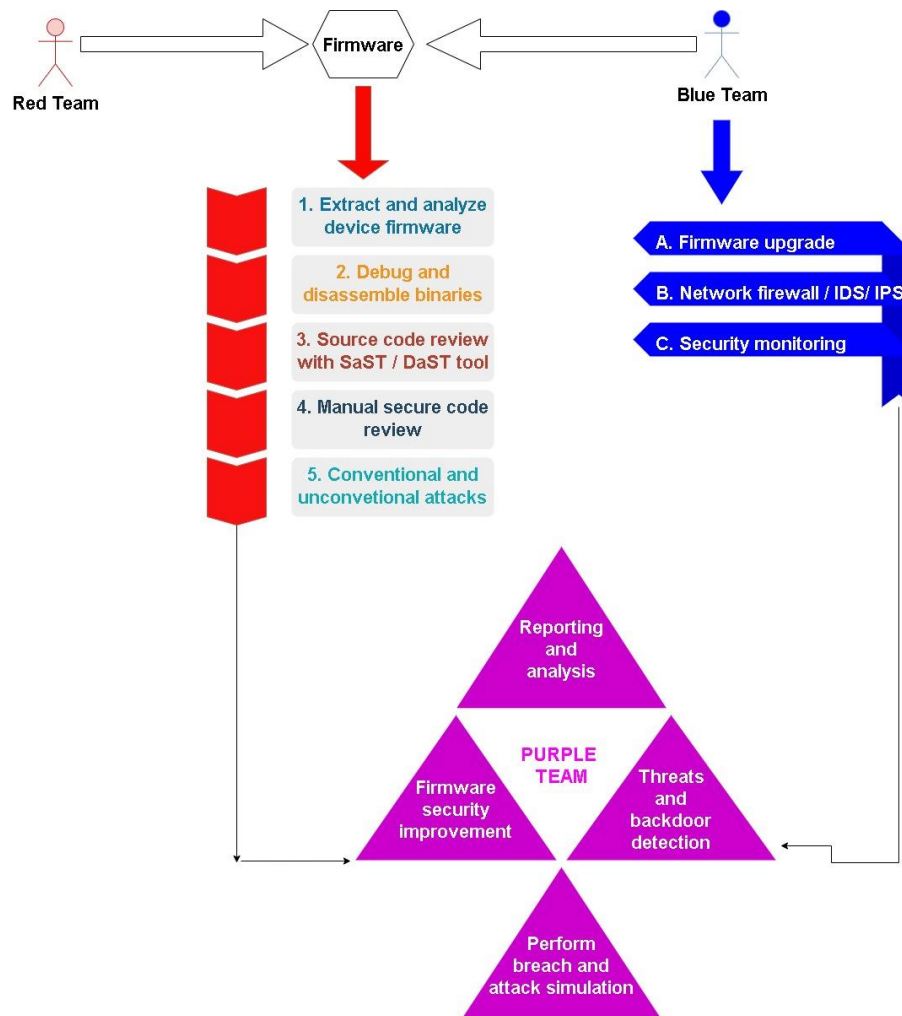 Firmware
Red Team
Blue Team
1. Extract and analyze
device firmware
2. Debug and
disassemble binaries
3. Source code review
with SaST / DaST tool
4. Manual secure code
review
5. Conventional and
unconvetional attacks
A. Firmware upgrade
B. Network firewall / IDS/ IPS
C. Security monitoring
Reporting
and
analysis
PURPLE
TEAM
Firmware
security
improvement
Threats
and
backdoor
detection
Perform
breach and
attack simulation